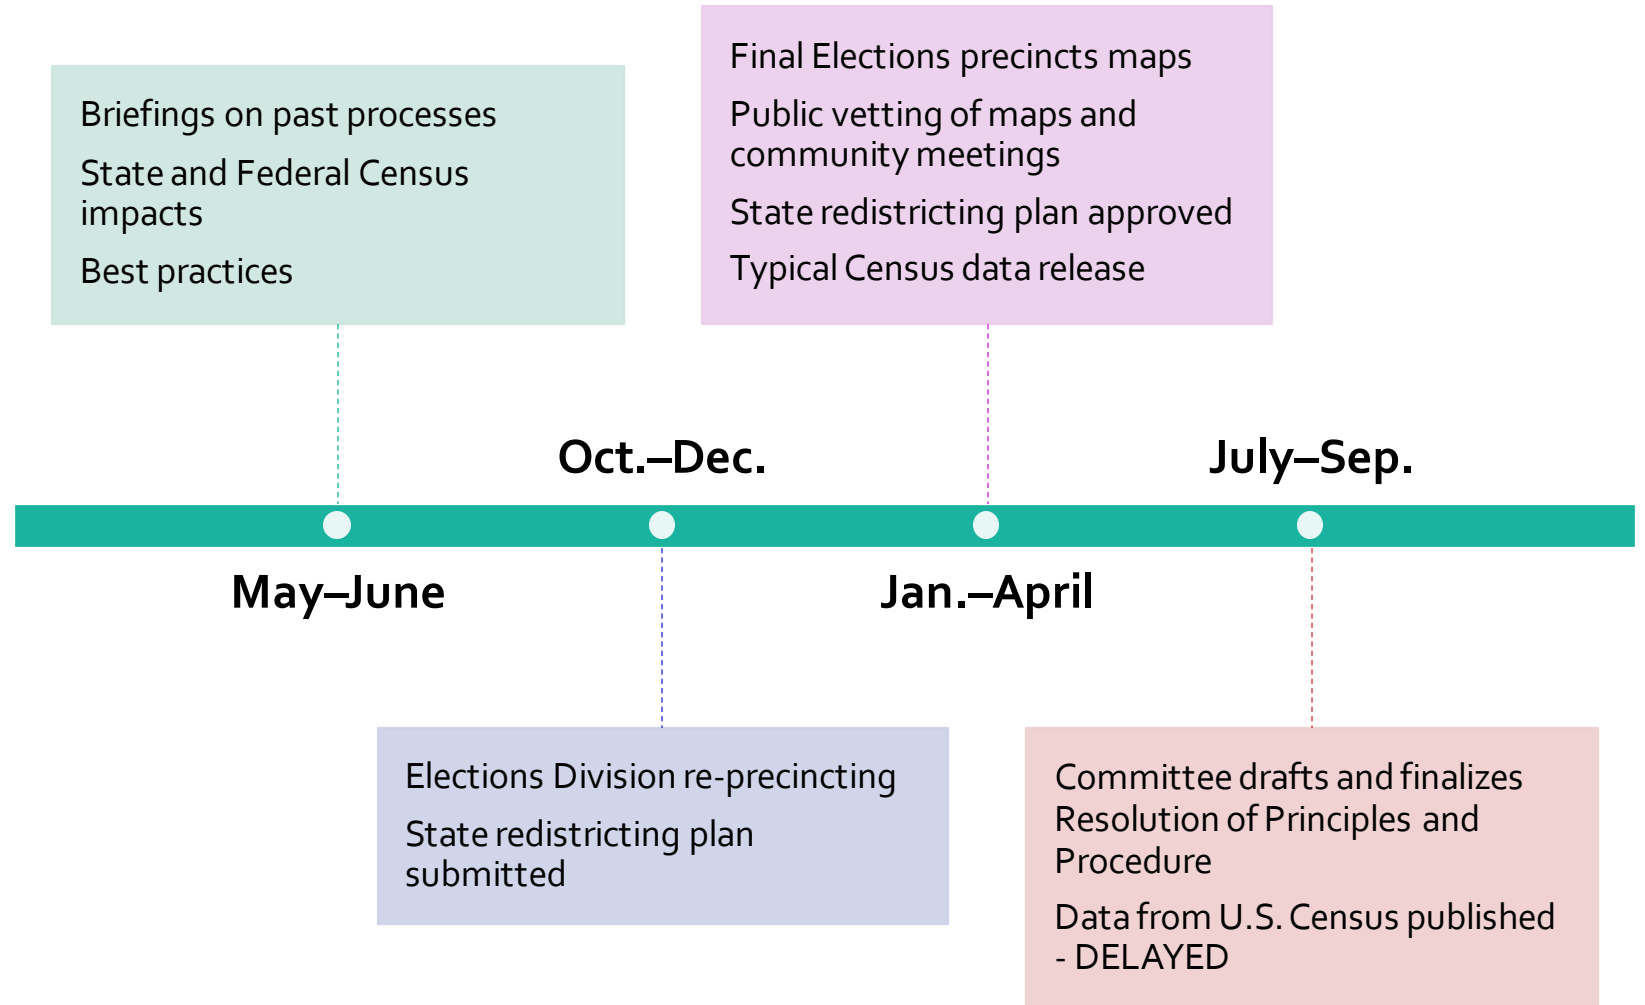 Briefings on past processes
State and Federal Census
impacts
Best practices
Final Elections precincts maps
Public vetting of maps and
community meetings
State redistricting plan approved
Typical Census data release
Oct.–Dec.
July–Sep.
May–June
Jan.–April
Elections Division re-precincting
State redistricting plan
submitted
Committee drafts and finalizes
Resolution of Principles and
Procedure
Data from U.S. Census published
- DELAYED